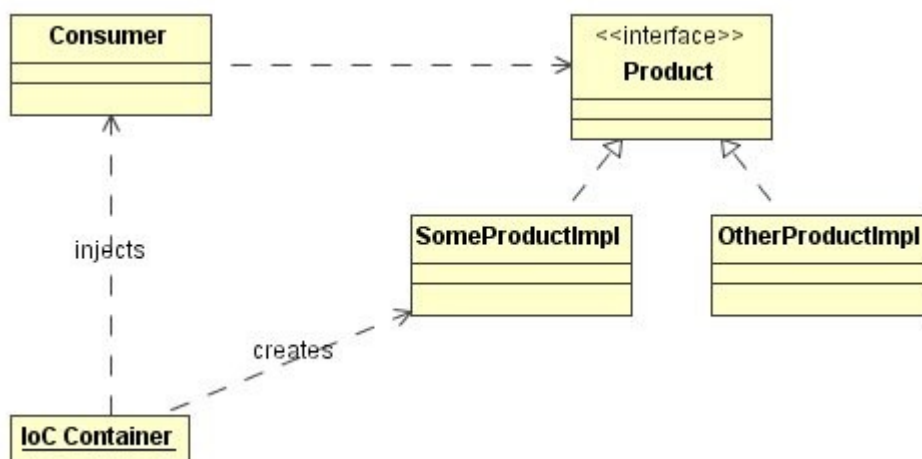 Consumer
<<interface>>
Product
SomeProductImpl
OtherProductImpl
injects
creates
IoC Container